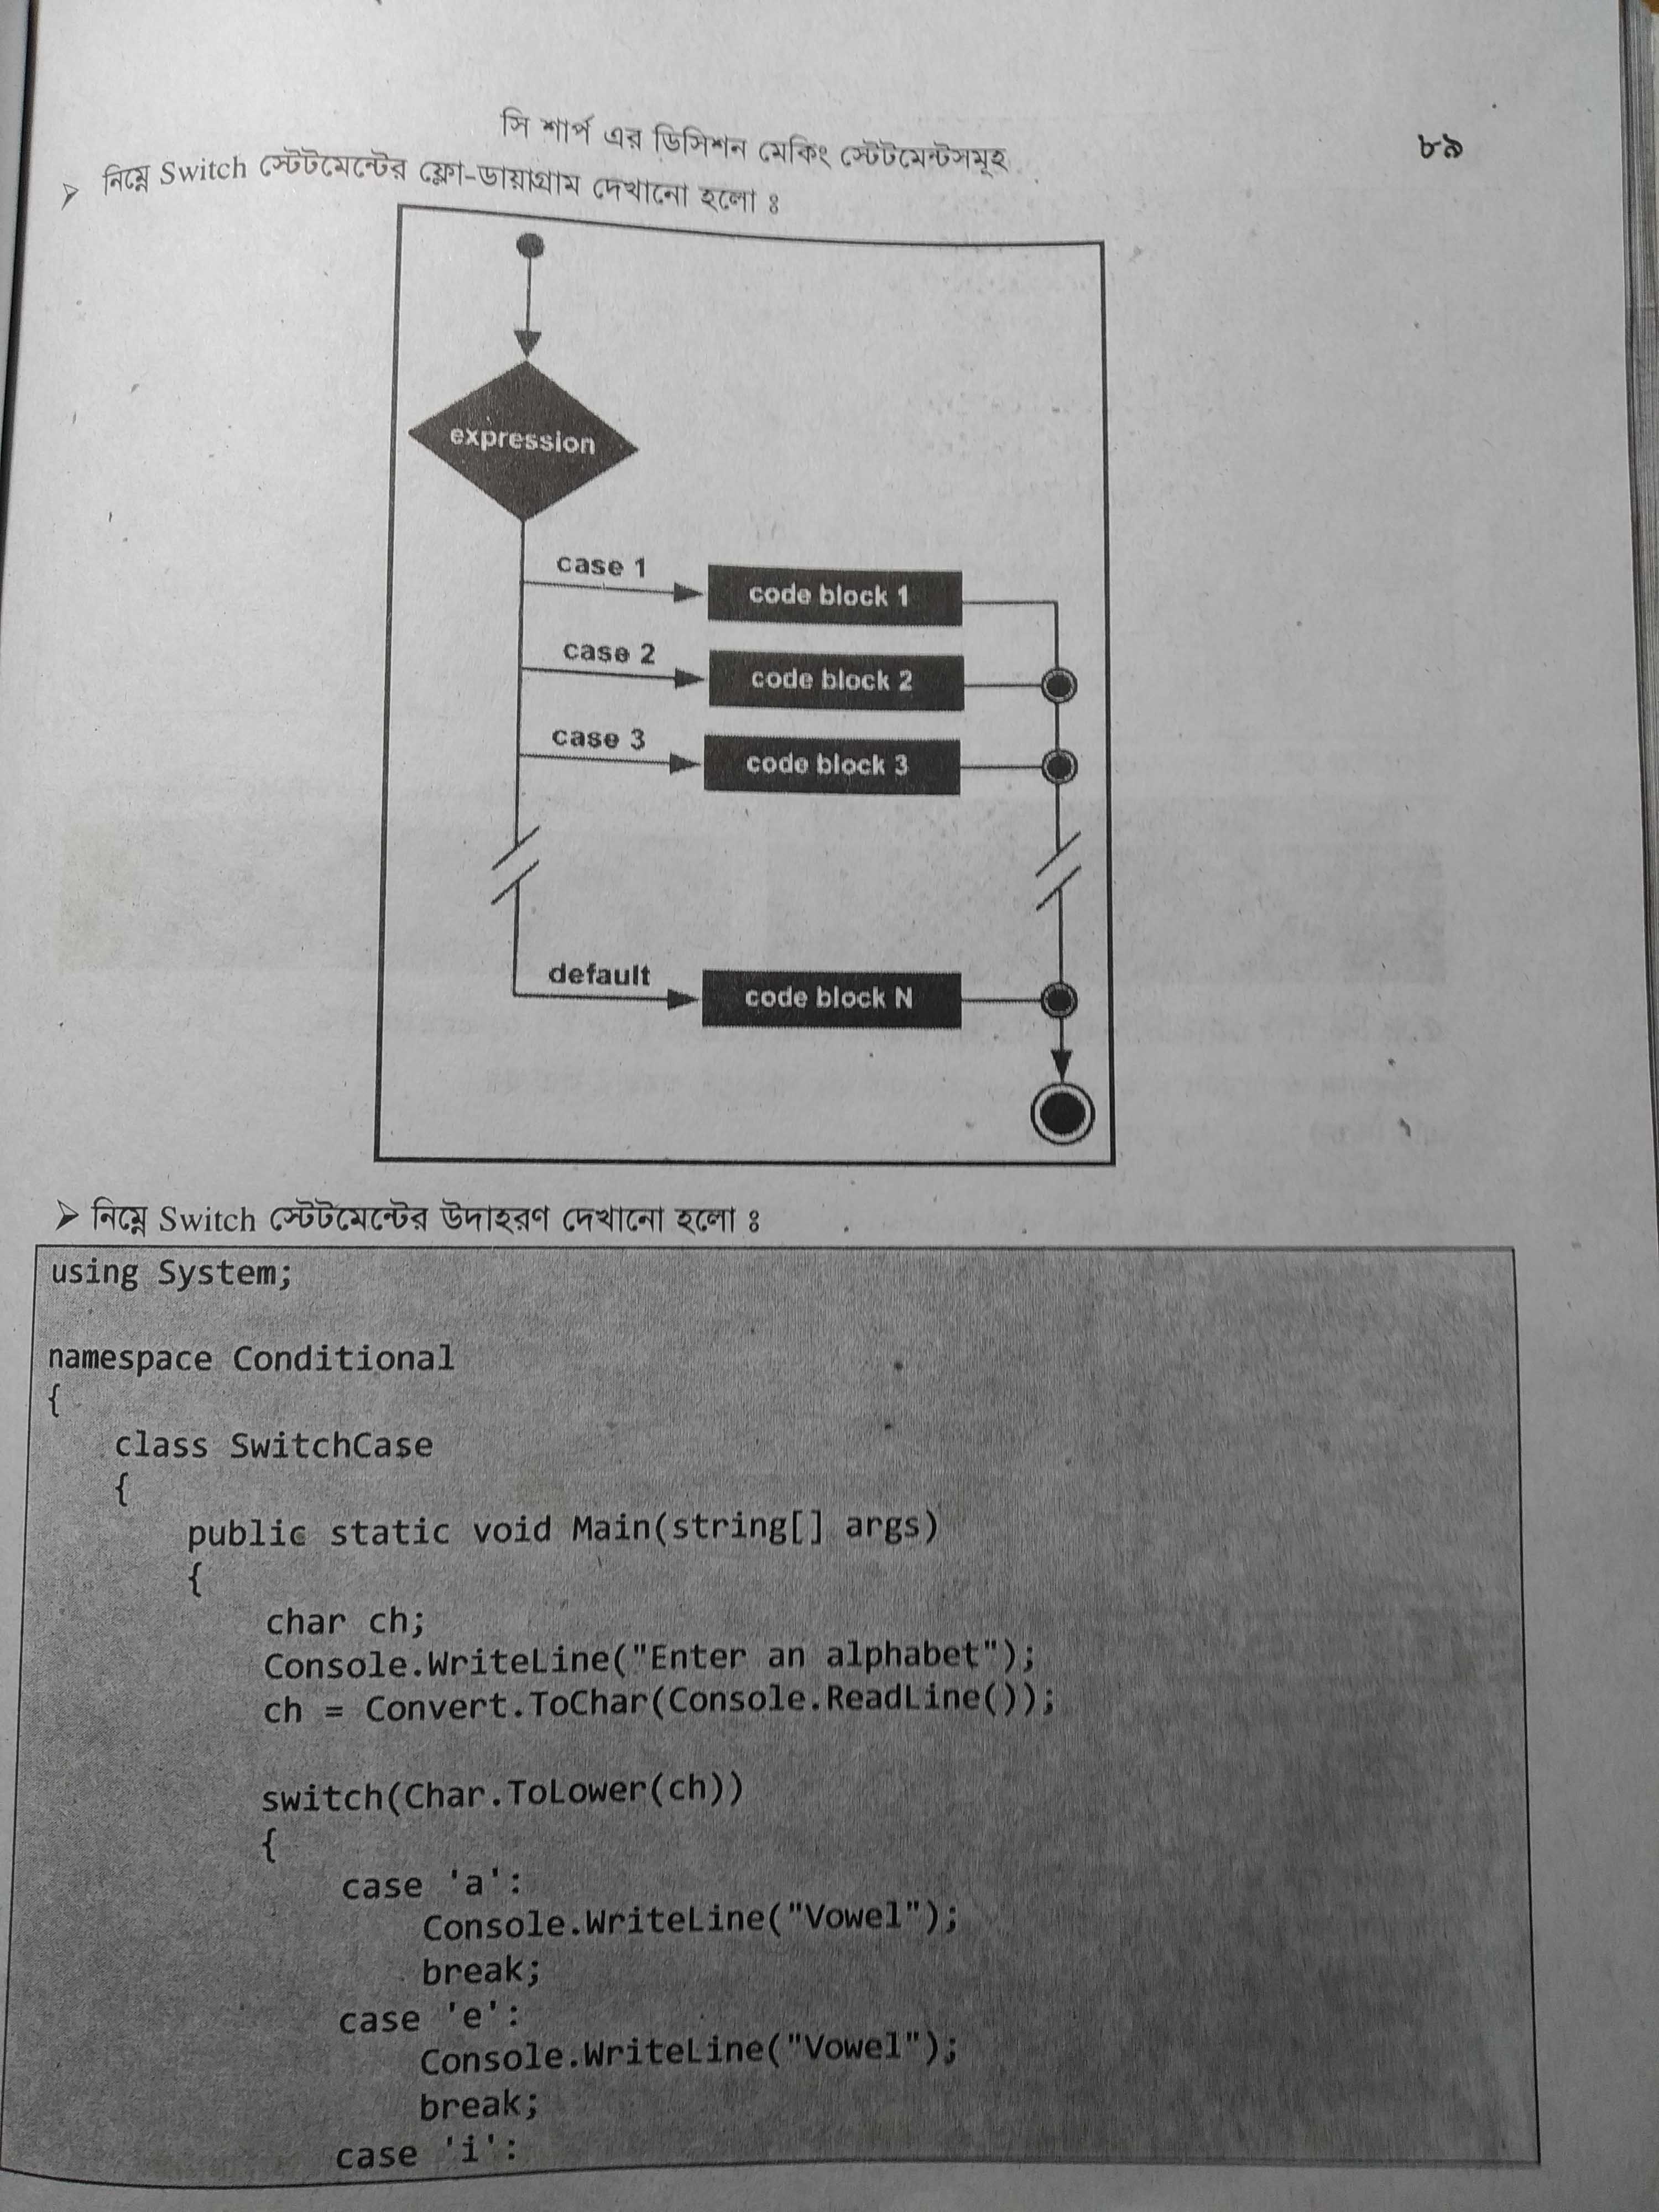 সি শার্প এর ডিসিশন মেকিং স্টেটমেন্টসমূহ
৮৯
➢ নিম্নে Switch স্টেটমেন্টের ফ্লো-ডায়াগ্রাম দেখানো হলো ঃ
expression
case 1
code block 1
case 2
code block 2
case 3
code block 3
default
code block N
➢ নিম্নে Switch স্টেটমেন্টের উদাহরণ দেখানো হলো ঃ
using System;
namespace Conditional
{
class SwitchCase
{
public static void Main(string[] args)
{
char ch;
Console.WriteLine("Enter an alphabet");
ch = Convert.ToChar(Console.ReadLine());
switch(Char.ToLower(ch))
{
case 'a':
Console.WriteLine("Vowel");
break;
case 'e':
Console.WriteLine("Vowel");
break;
case 'i':